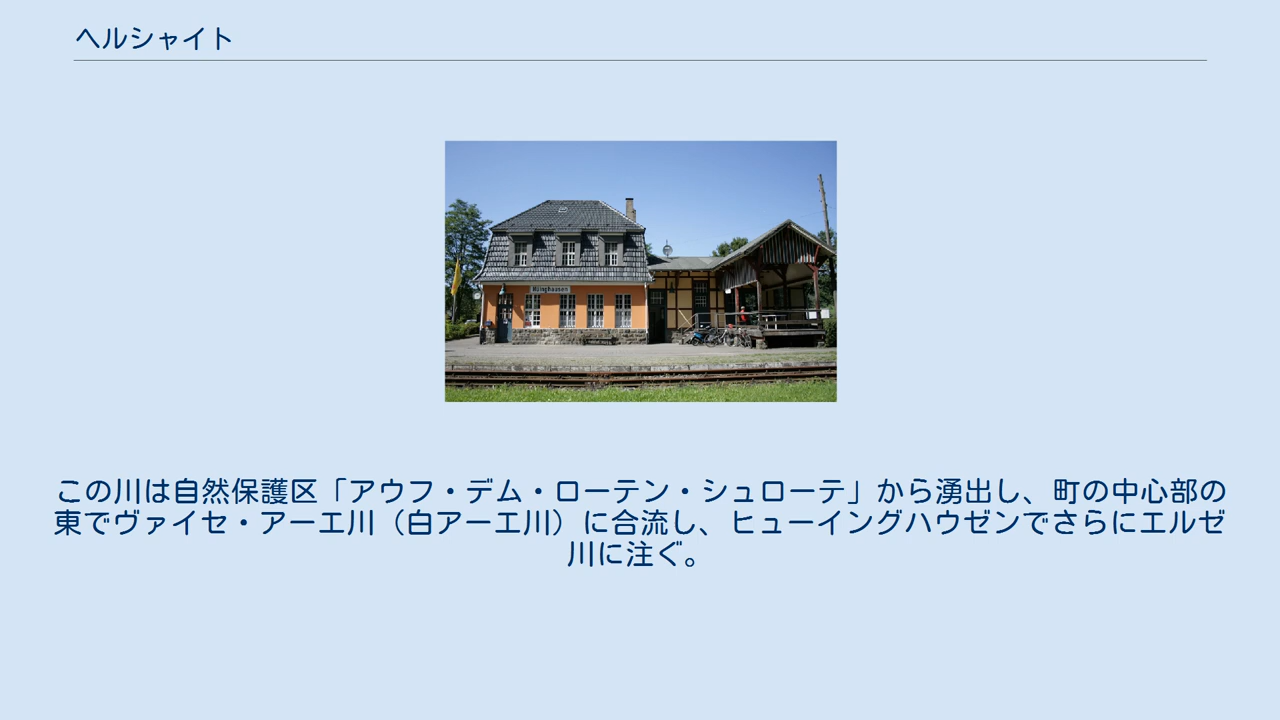 ヘルシャイト
Hüinghausen
この川は自然保護区「アウフ・デム・ローテン・シュローテ」から湧出し、町の中心部の
東でヴァイセ・アーエ川（白アーエ川）に合流し、ヒューイングハウゼンでさらにエルゼ
川に注ぐ。